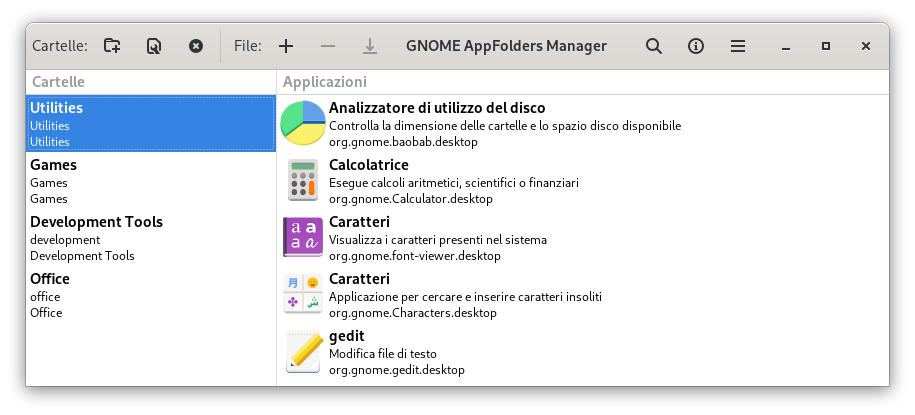 Cartelle:
File:
GNOME AppFolders Manager
Cartelle
Utilities
Utilities
Utilities
Games
Games
Games
Development Tools
development
Development Tools
Office
office
Office
Applicazioni
Analizzatore di utilizzo del disco
Controlla la dimensione delle cartelle e lo spazio disco disponibile
org.gnome.baobab.desktop
Calcolatrice
Esegue calcoli aritmetici, scientifici o finanziari
org.gnome.Calculator.desktop
Caratteri
Visualizza i caratteri presenti nel sistema
org.gnome.font-viewer.desktop
Caratteri
Applicazione per cercare e inserire caratteri insoliti
org.gnome.Characters.desktop
gedit
Modifica file di testo
org.gnome.gedit.desktop